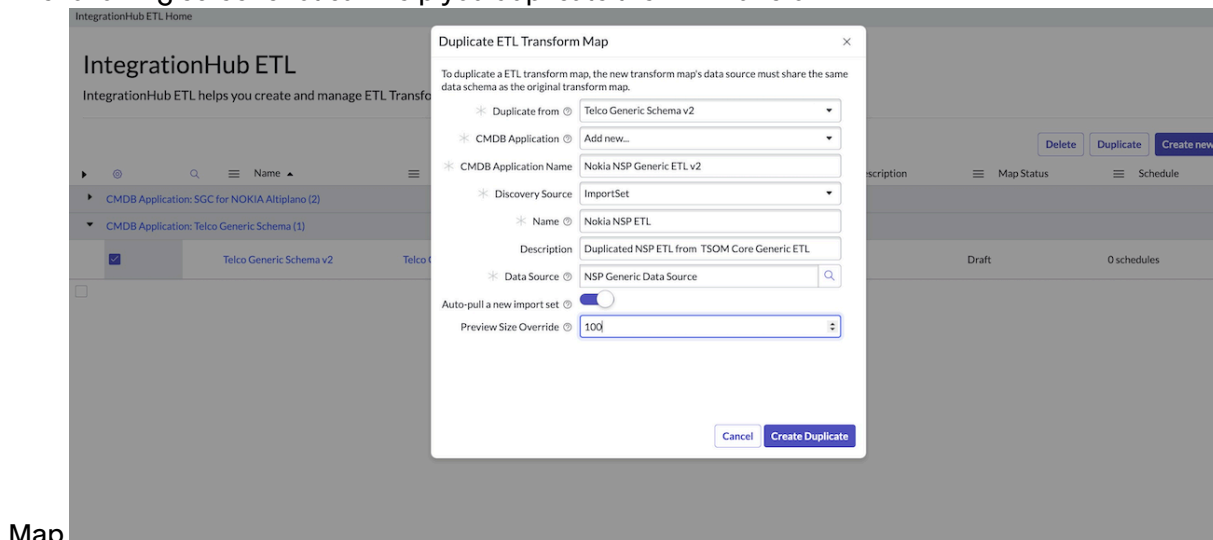 IntegrationHub ETL Home
IntegrationHub ETL
IntegrationHub ETL helps you create and manage ETL Transfo
Delete Duplicate Create new
Name
scription
Map Status
Schedule
CMDB Application: SGC for NOKIA Altiplano (2)
CMDB Application: Telco Generic Schema (1)
Telco Generic Schema v2
Telco
Draft
0 schedules
Duplicate ETL Transform Map
To duplicate a ETL transform map, the new transform map's data source must share the same
data schema as the original transform map.
Duplicate from Telco Generic Schema v2
CMDB Application Add new...
CMDB Application Name Nokia NSP Generic ETL v2
Discovery Source ImportSet
Name Nokia NSP ETL
Description Duplicated NSP ETL from TSOM Core Generic ETL
Data Source NSP Generic Data Source
Auto-pull a new import set
Preview Size Override 100
Cancel Create Duplicate
Map